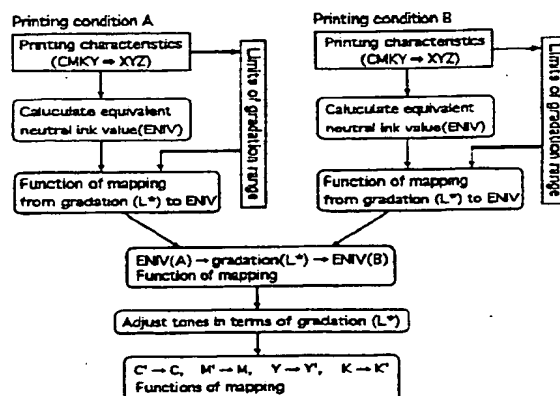 Printing condition A
Printing characteristics
(CMKY ⇒ XYZ)
Limits of gradation range
Caluculate equivalent
neutral ink value(ENIV)
Function of mapping
from gradation (L*) to ENIV
Printing condition B
Printing characteristics
(CMKY ⇒ XYZ)
Limits of gradation range
Caluculate equivalent
neutral ink value(ENIV)
Function of mapping
from gradation (L*) to ENIV
ENIV(A)→gradation(L*)→ENIV(B)
Function of mapping
Adjust tones in terms of gradation (L*)
C'→C, M'→M, Y→Y', K→K'
Functions of mapping